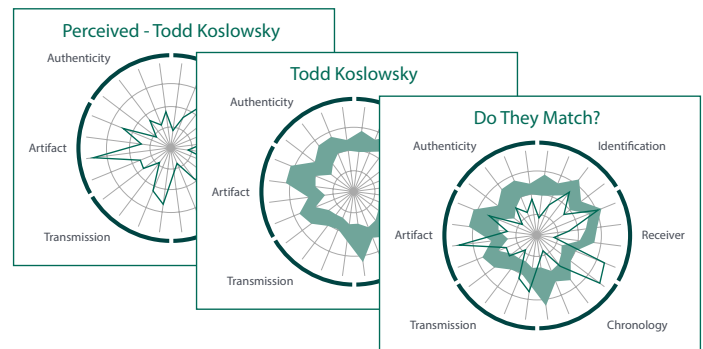 Perceived - Todd Koslowsky
Authenticity
Artifact
Transmission
Todd Koslowsky
Authenticity
Artifact
Transmission
Do They Match?
Authenticity
Identification
Artifact
Receiver
Transmission
Chronology